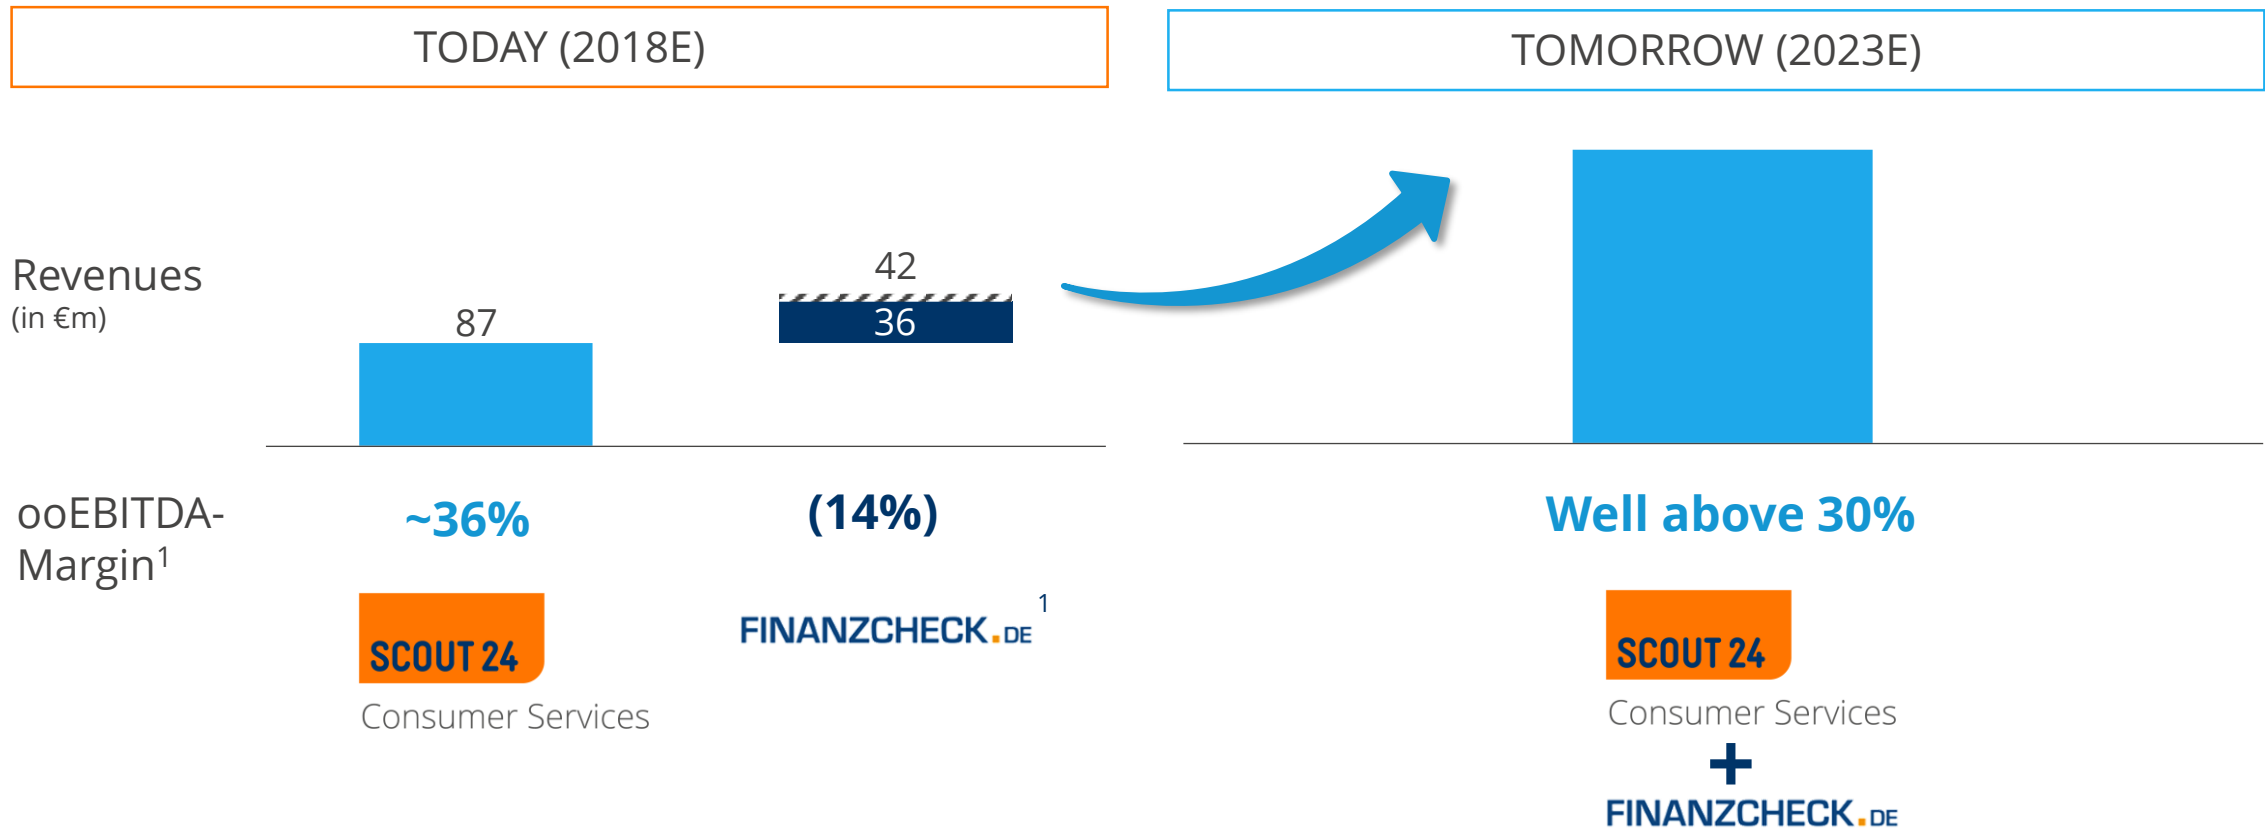 TODAY (2018E)
TOMORROW (2023E)
Revenues
(in €m)
87
42
36
ooEBITDA-
Margin1
~36%
(14%)
Well above 30%
SCOUT 24
Consumer Services
FINANZCHECK.DE 1
SCOUT 24
Consumer Services
+
FINANZCHECK.DE